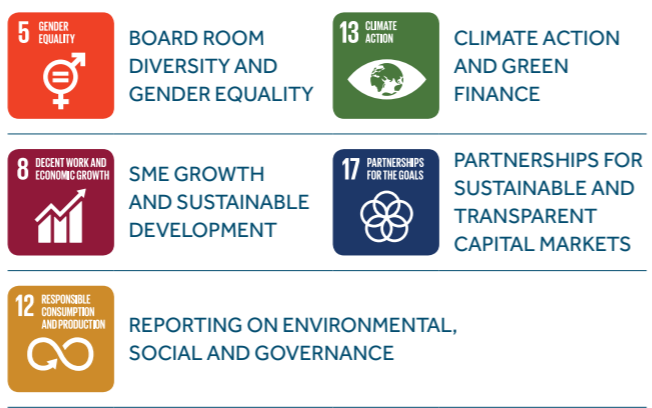 5 GENDER
EQUALITY
BOARD ROOM
DIVERSITY AND
GENDER EQUALITY
13 CLIMATE
ACTION
CLIMATE ACTION
AND GREEN
FINANCE
8 DECENT WORK AND
ECONOMIC GROWTH
SME GROWTH
AND SUSTAINABLE
DEVELOPMENT
17 PARTNERSHIPS
FOR THE GOALS
PARTNERSHIPS FOR
SUSTAINABLE AND
TRANSPARENT
CAPITAL MARKETS
12 RESPONSIBLE
CONSUMPTION
AND PRODUCTION
REPORTING ON ENVIRONMENTAL,
SOCIAL AND GOVERNANCE